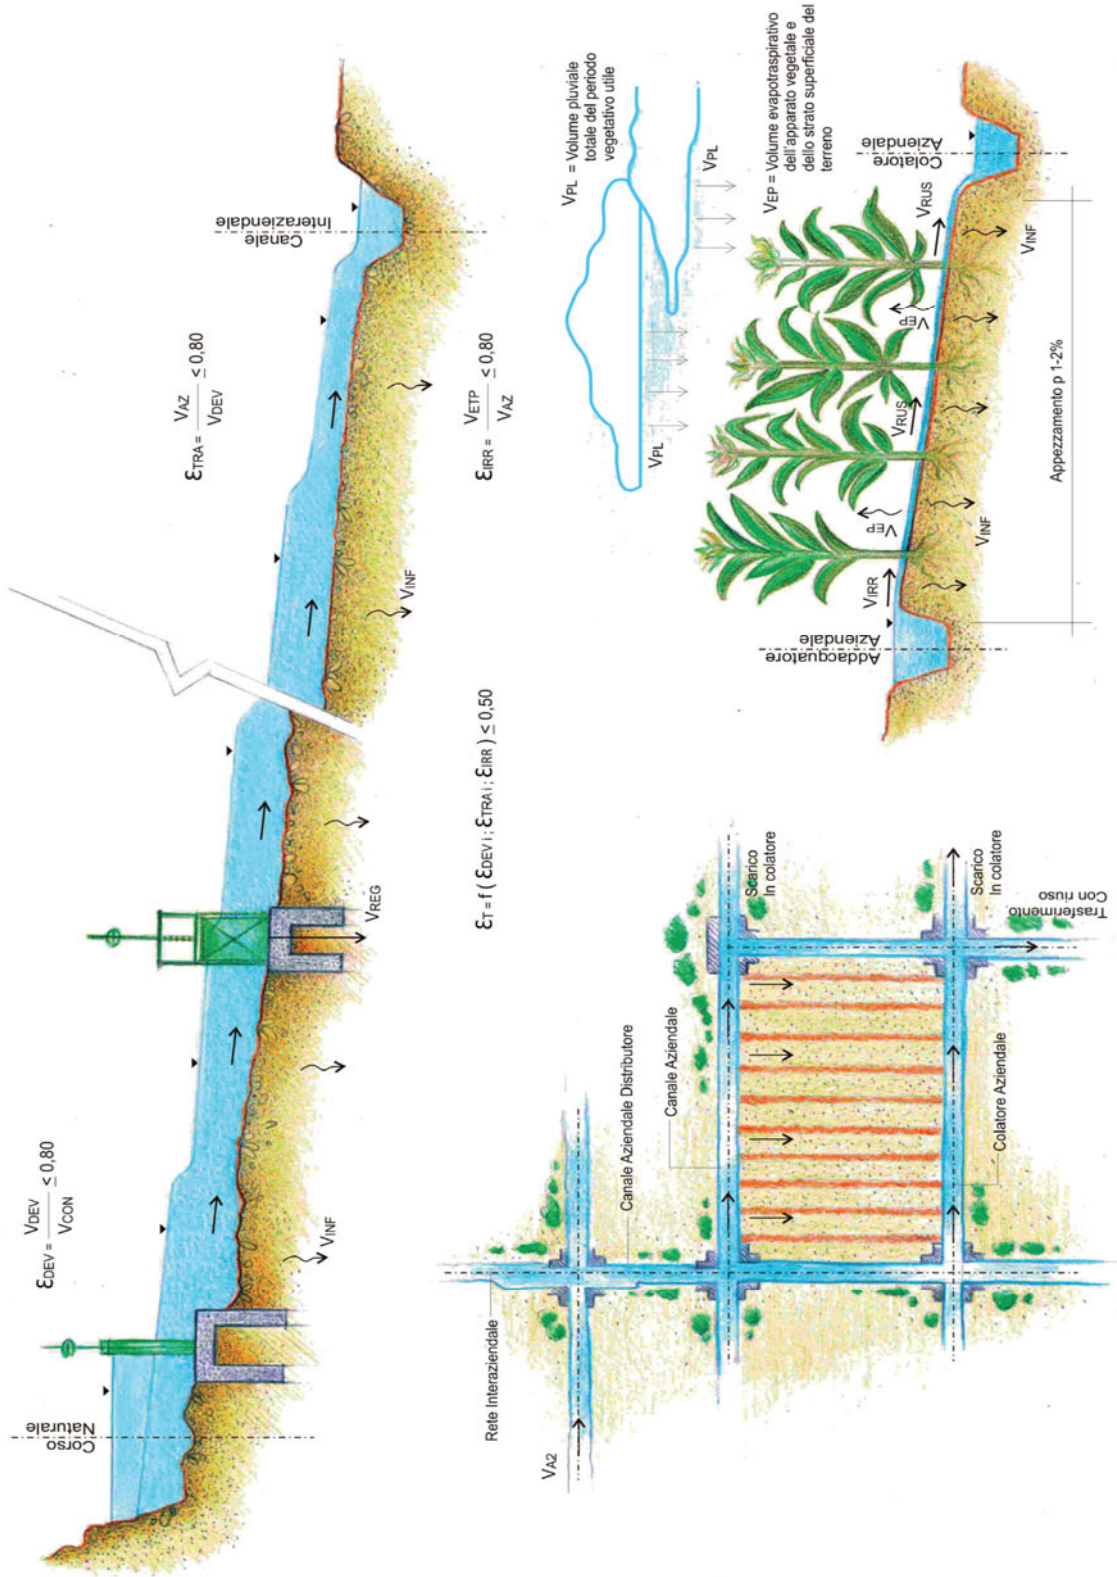 Corso
Naturale
εDEV = VDEV / VCON ≤ 0,80
VINF
VREG
VINF
εTRA = VAZ / VDEV ≤ 0,80
Canale
Interaziendale
εT = f ( εDEV i ; εTRA i ; εIRR ) ≤ 0,50
εIRR = VETP / VAZ ≤ 0,80
VA2
Rete Interaziendale
Canale Aziendale Distributore
Canale Aziendale
Colatore Aziendale
Scarico
In colatore
Scarico
In colatore
Trasferimento
Con riuso
VPL = Volume pluviale
totale del periodo
vegetativo utile
VPL
VPL
VEP = Volume evapotraspirativo
dell'apparato vegetale e
dello strato superficiale del
terreno
Addacquatore
Aziendale
VIRR
VEP
VINF
VRUS
VEP
VRUS
VINF
Colatore
Aziendale
Appezzamento p 1-2%